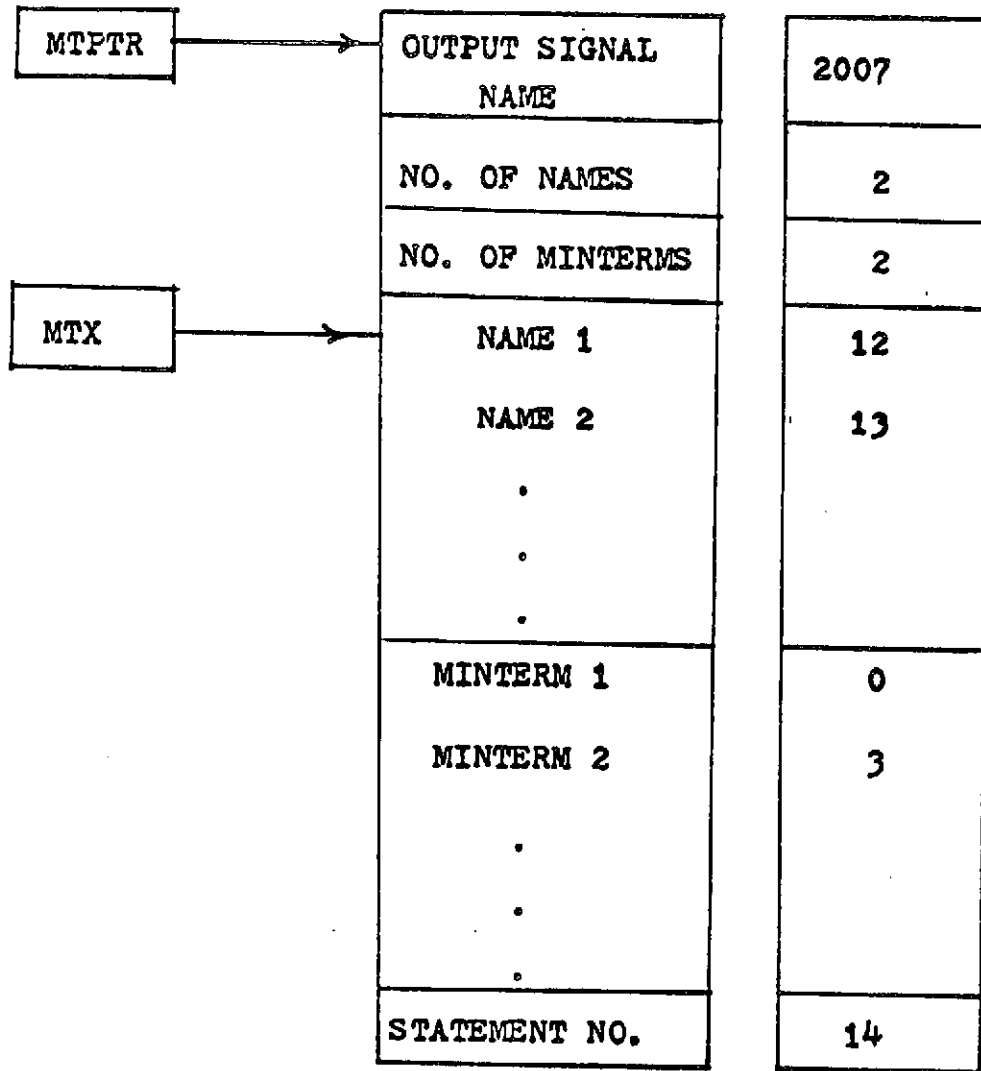 MTPTR
OUTPUT SIGNAL
NAME
2007
NO. OF NAMES
2
NO. OF MINTERMS
2
MTX
NAME 1
12
NAME 2
13
.
.
.
MINTERM 1
0
MINTERM 2
3
.
.
.
STATEMENT NO.
14